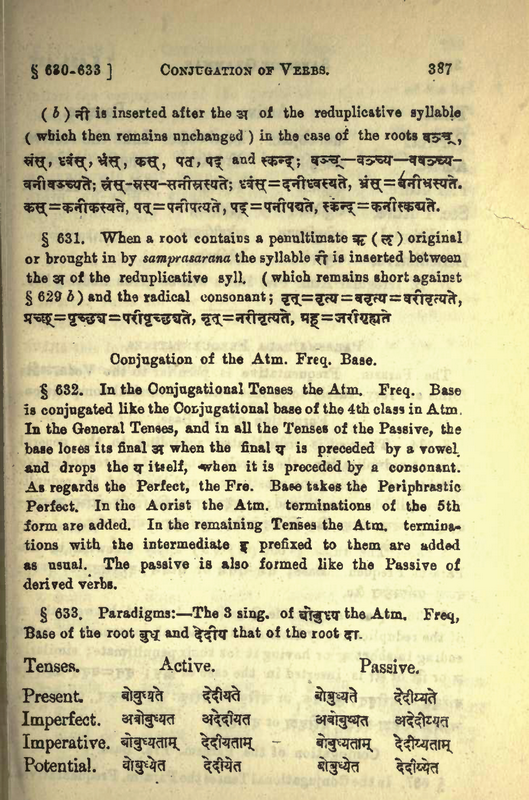 § 630-633 ] CONJUGATION OF VERBS. 387
( b ) नी is inserted after the अ of the reduplicative syllable
( which then remains unchanged ) in the case of the roots वञ्च्,
स्रंस्, ध्वंस्, भ्रंस्, कस्, पत्, पद् and स्कन्द्; वञ्च्—वञ्च्य—ववञ्च्य-
वनीवञ्च्यते; स्रंस्-स्रस्य-सनीस्रस्यते; ध्वंस्=दनीध्वस्यते, भ्रंस्=बनीभ्रस्यते.
कस्=कनीकस्यते, पत्=पनीपत्यते, पद्=पनीपद्यते, स्कन्द्=कनीस्कद्यते.
§ 631. When a root contains a penultimate ऋ ( ऌ ) original
or brought in by samprasarana the syllable री is inserted between
the अ of the reduplicative syll. ( which remains short against
§ 629 b ) and the radical consonant; वृत्=वृत्य=ववृत्य=वरीवृत्यते,
प्रच्छ्=पृच्छ्य=परीपृच्छ्यते, नृत्=नरीनृत्यते, ग्रह्=जरीगृह्यते
Conjugation of the Atm. Freq. Base.
§ 632. In the Conjugational Tenses the Atm. Freq. Base
is conjugated like the Conjugational base of the 4th class in Atm.
In the General Tenses, and in all the Tenses of the Passive, the
base loses its final अ when the final य is preceded by a vowel
and drops the य itself, when it is preceded by a consonant.
As regards the Perfect, the Fre. Base takes the Periphrastic
Perfect. In the Aorist the Atm. terminations of the 5th
form are added. In the remaining Tenses the Atm. termina-
tions with the intermediate इ prefixed to them are added
as usual. The passive is also formed like the Passive of
derived verbs.
§ 633. Paradigms:—The 3 sing. of बोबुध्य the Atm. Freq,
Base of the root बुध् and देदीय that of the root दा.
Tenses. Active. Passive.
Present. बोबुध्यते देदीयते बोबुध्यते देदीय्यते
Imperfect. अबोबुध्यत अदेदीयत अबोबुध्यत अदेदीय्यत
Imperative. बोबुध्यताम् देदीयताम् बोबुध्यताम् देदीय्यताम्
Potential. बोबुध्येत देदीयेत बोबुध्येत देदीय्येत